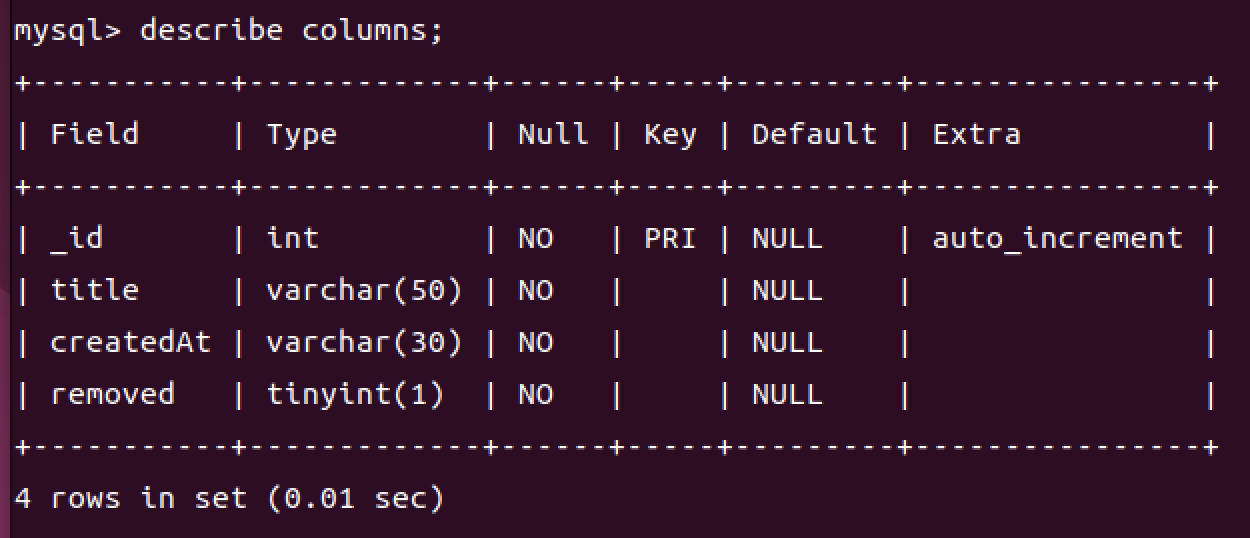 mysql> describe columns;
+-----------+-------------+------+-----+---------+----------------+
| Field     | Type        | Null | Key | Default | Extra          |
+-----------+-------------+------+-----+---------+----------------+
| _id       | int         | NO   | PRI | NULL    | auto_increment |
| title     | varchar(50) | NO   |     | NULL    |                |
| createdAt | varchar(30) | NO   |     | NULL    |                |
| removed   | tinyint(1)  | NO   |     | NULL    |                |
+-----------+-------------+------+-----+---------+----------------+
4 rows in set (0.01 sec)